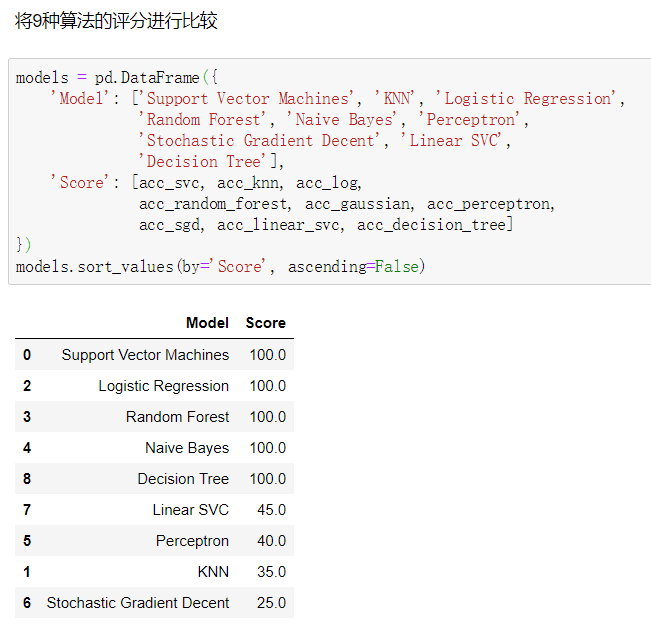 将9种算法的评分进行比较
models = pd.DataFrame({
    'Model': ['Support Vector Machines', 'KNN', 'Logistic Regression',
              'Random Forest', 'Naive Bayes', 'Perceptron',
              'Stochastic Gradient Decent', 'Linear SVC',
              'Decision Tree'],
    'Score': [acc_svc, acc_knn, acc_log,
              acc_random_forest, acc_gaussian, acc_perceptron,
              acc_sgd, acc_linear_svc, acc_decision_tree]
})
models.sort_values(by='Score', ascending=False)
Model Score
0 Support Vector Machines 100.0
2 Logistic Regression 100.0
3 Random Forest 100.0
4 Naive Bayes 100.0
8 Decision Tree 100.0
7 Linear SVC 45.0
5 Perceptron 40.0
1 KNN 35.0
6 Stochastic Gradient Decent 25.0